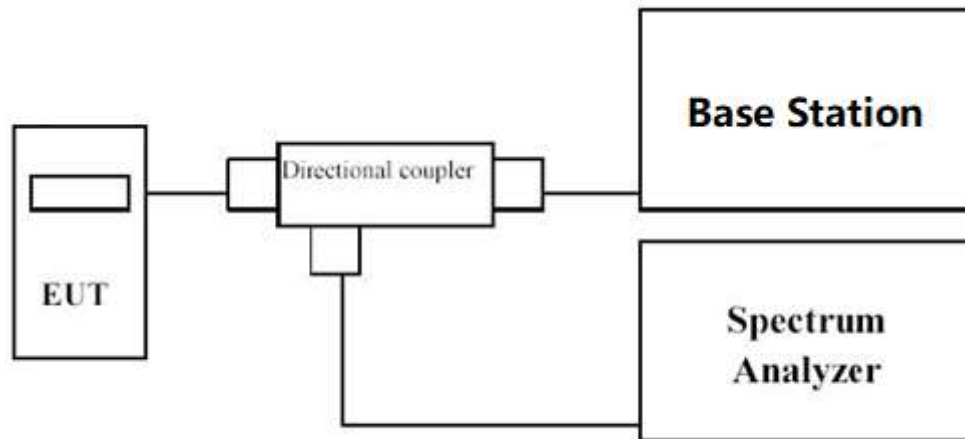 Base Station
Directional coupler
EUT
Spectrum
Analyzer